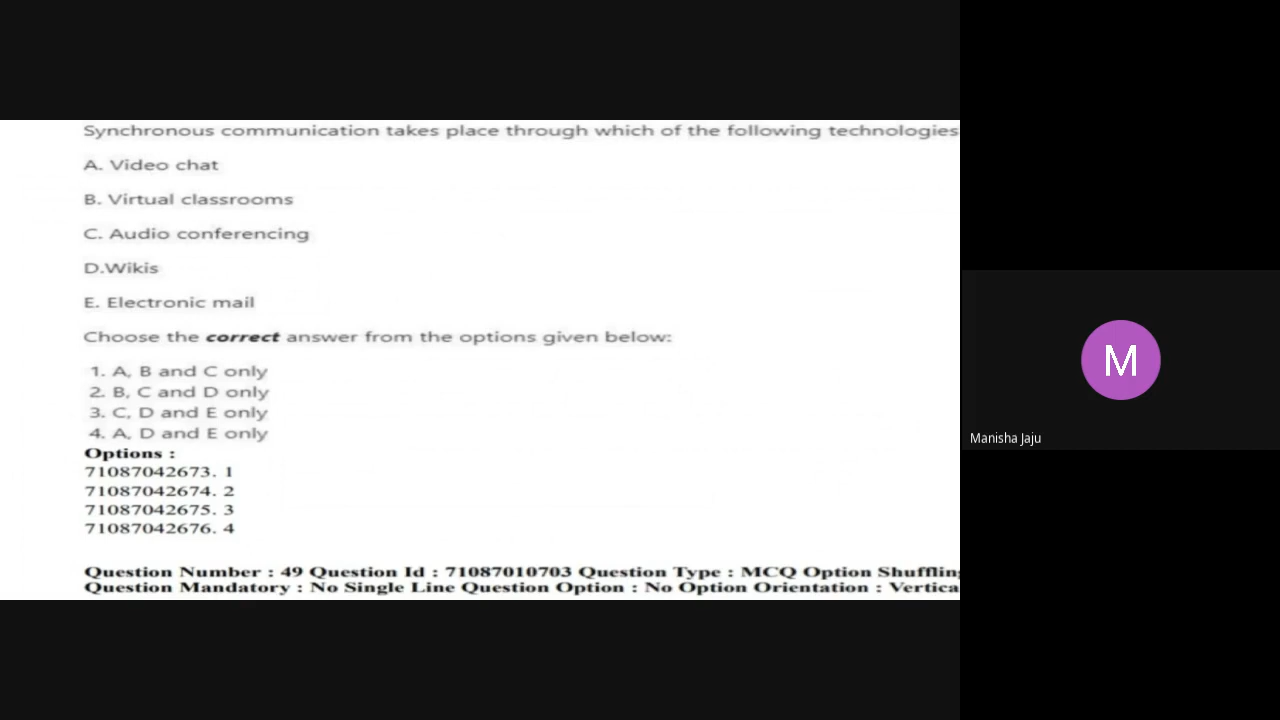 Synchronous communication takes place through which of the following technologies
A. Video chat
B. Virtual classrooms
C. Audio conferencing
D.Wikis
E. Electronic mail
Choose the correct answer from the options given below:
1. A, B and C only
2. B, C and D only
3. C, D and E only
4. A, D and E only
Options :
71087042673. 1
71087042674. 2
71087042675. 3
71087042676. 4
Question Number : 49 Question Id : 71087010703 Question Type : MCQ Option Shuffling
Question Mandatory : No Single Line Question Option : No Option Orientation : Vertica
M
Manisha Jaju